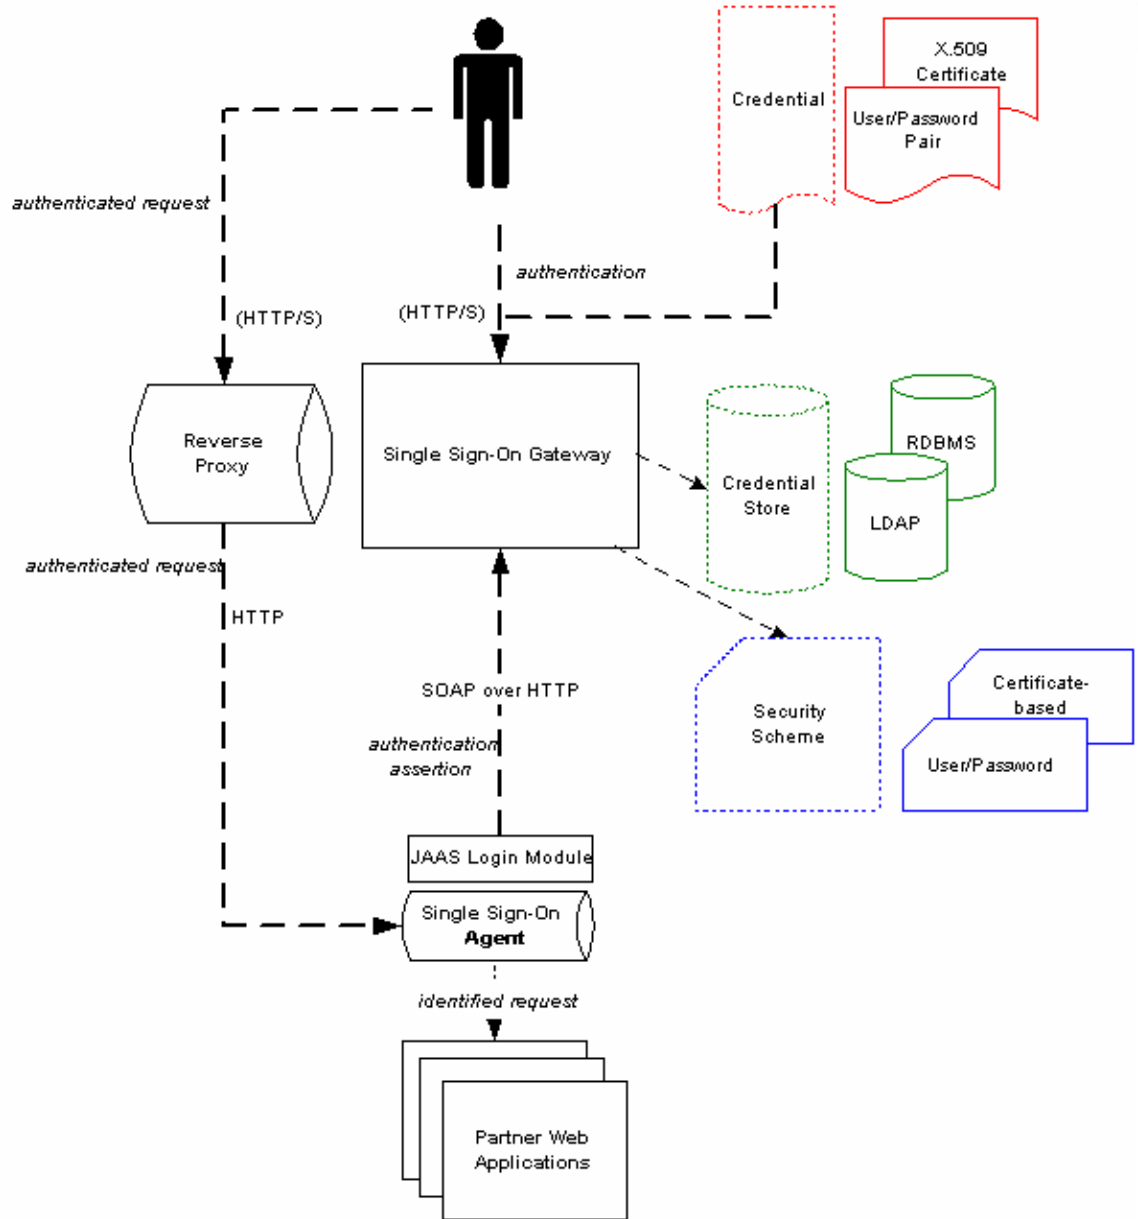 X.509
Certificate
Credential
User/Password
Pair
authenticated request
authentication
(HTTP/S)
(HTTP/S)
Reverse
Proxy
Single Sign-On Gateway
RDBMS
Credential
Store
LDAP
authenticated request
HTTP
SOAP over HTTP
authentication
assertion
Security
Scheme
Certificate-
based
User/Password
JAAS Login Module
Single Sign-On
Agent
identified request
Partner Web
Applications